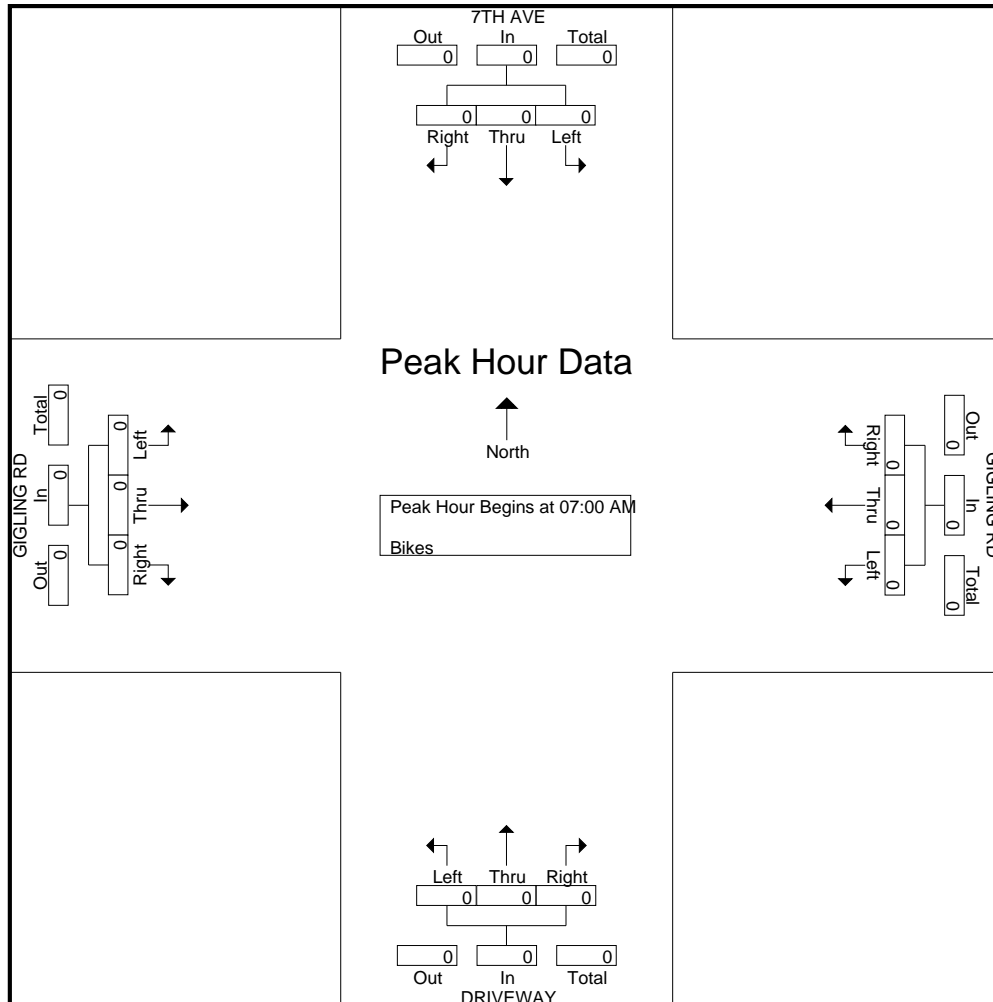 7TH AVE
Out In Total
0 0 0
0 0 0
Right Thru Left
Peak Hour Data
North
Peak Hour Begins at 07:00 AM
Bikes
GIGLING RD
Total In Out
0 0 0
0 0 0
Left Thru Right
GIGLING RD
Out In Total
0 0 0
0 0 0
Right Thru Left
Left Thru Right
0 0 0
0 0 0
Out In Total
DRIVEWAY